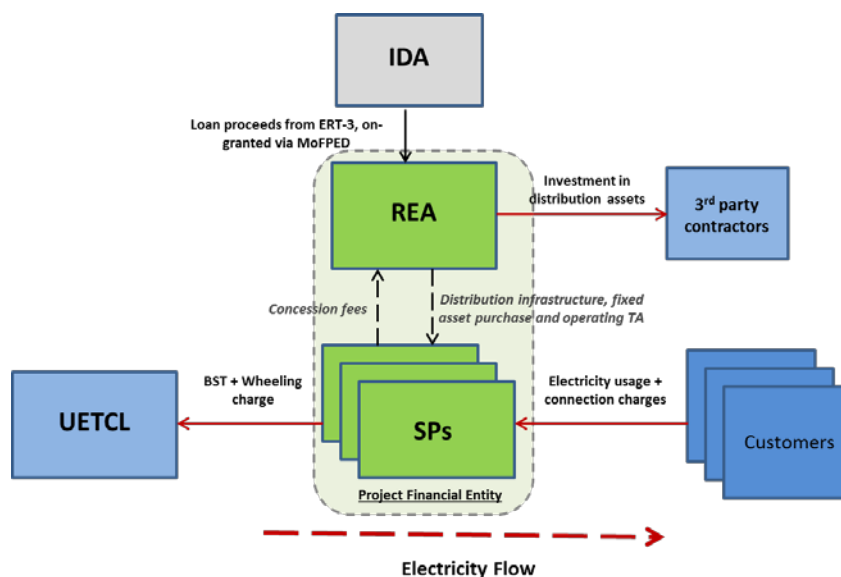 IDA
Loan proceeds from ERT-3, on-
granted via MoFPED
REA
Investment in
distribution assets
3rd party
contractors
Concession fees
Distribution infrastructure, fixed
asset purchase and operating TA
UETCL
BST + Wheeling
charge
SPs
Electricity usage +
connection charges
Customers
Project Financial Entity
Electricity Flow